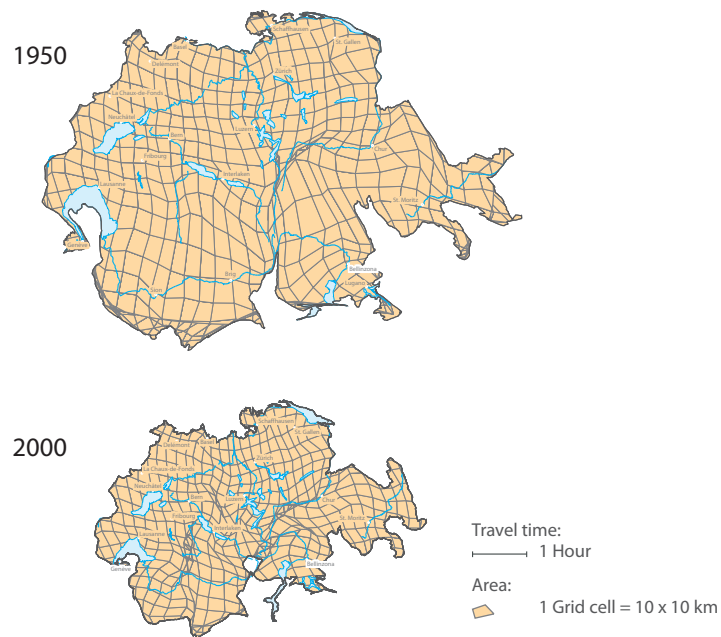 1950
Schaffhausen
Basel
St. Gallen
Delémont
Zürich
La Chaux-de-Fonds
Neuchâtel
Luzern
Bern
Chur
Fribourg
Interlaken
Lausanne
St. Moritz
Genève
Bellinzona
Brig
Lugano
Sion
2000
Schaffhausen
St. Gallen
Delémont
Basel
Zürich
La Chaux-de-Fonds
Neuchâtel
Bern
Luzern
Chur
Fribourg
St. Moritz
Interlaken
Lausanne
Bellinzona
Genève
Travel time:
1 Hour
Area:
1 Grid cell = 10 x 10 km